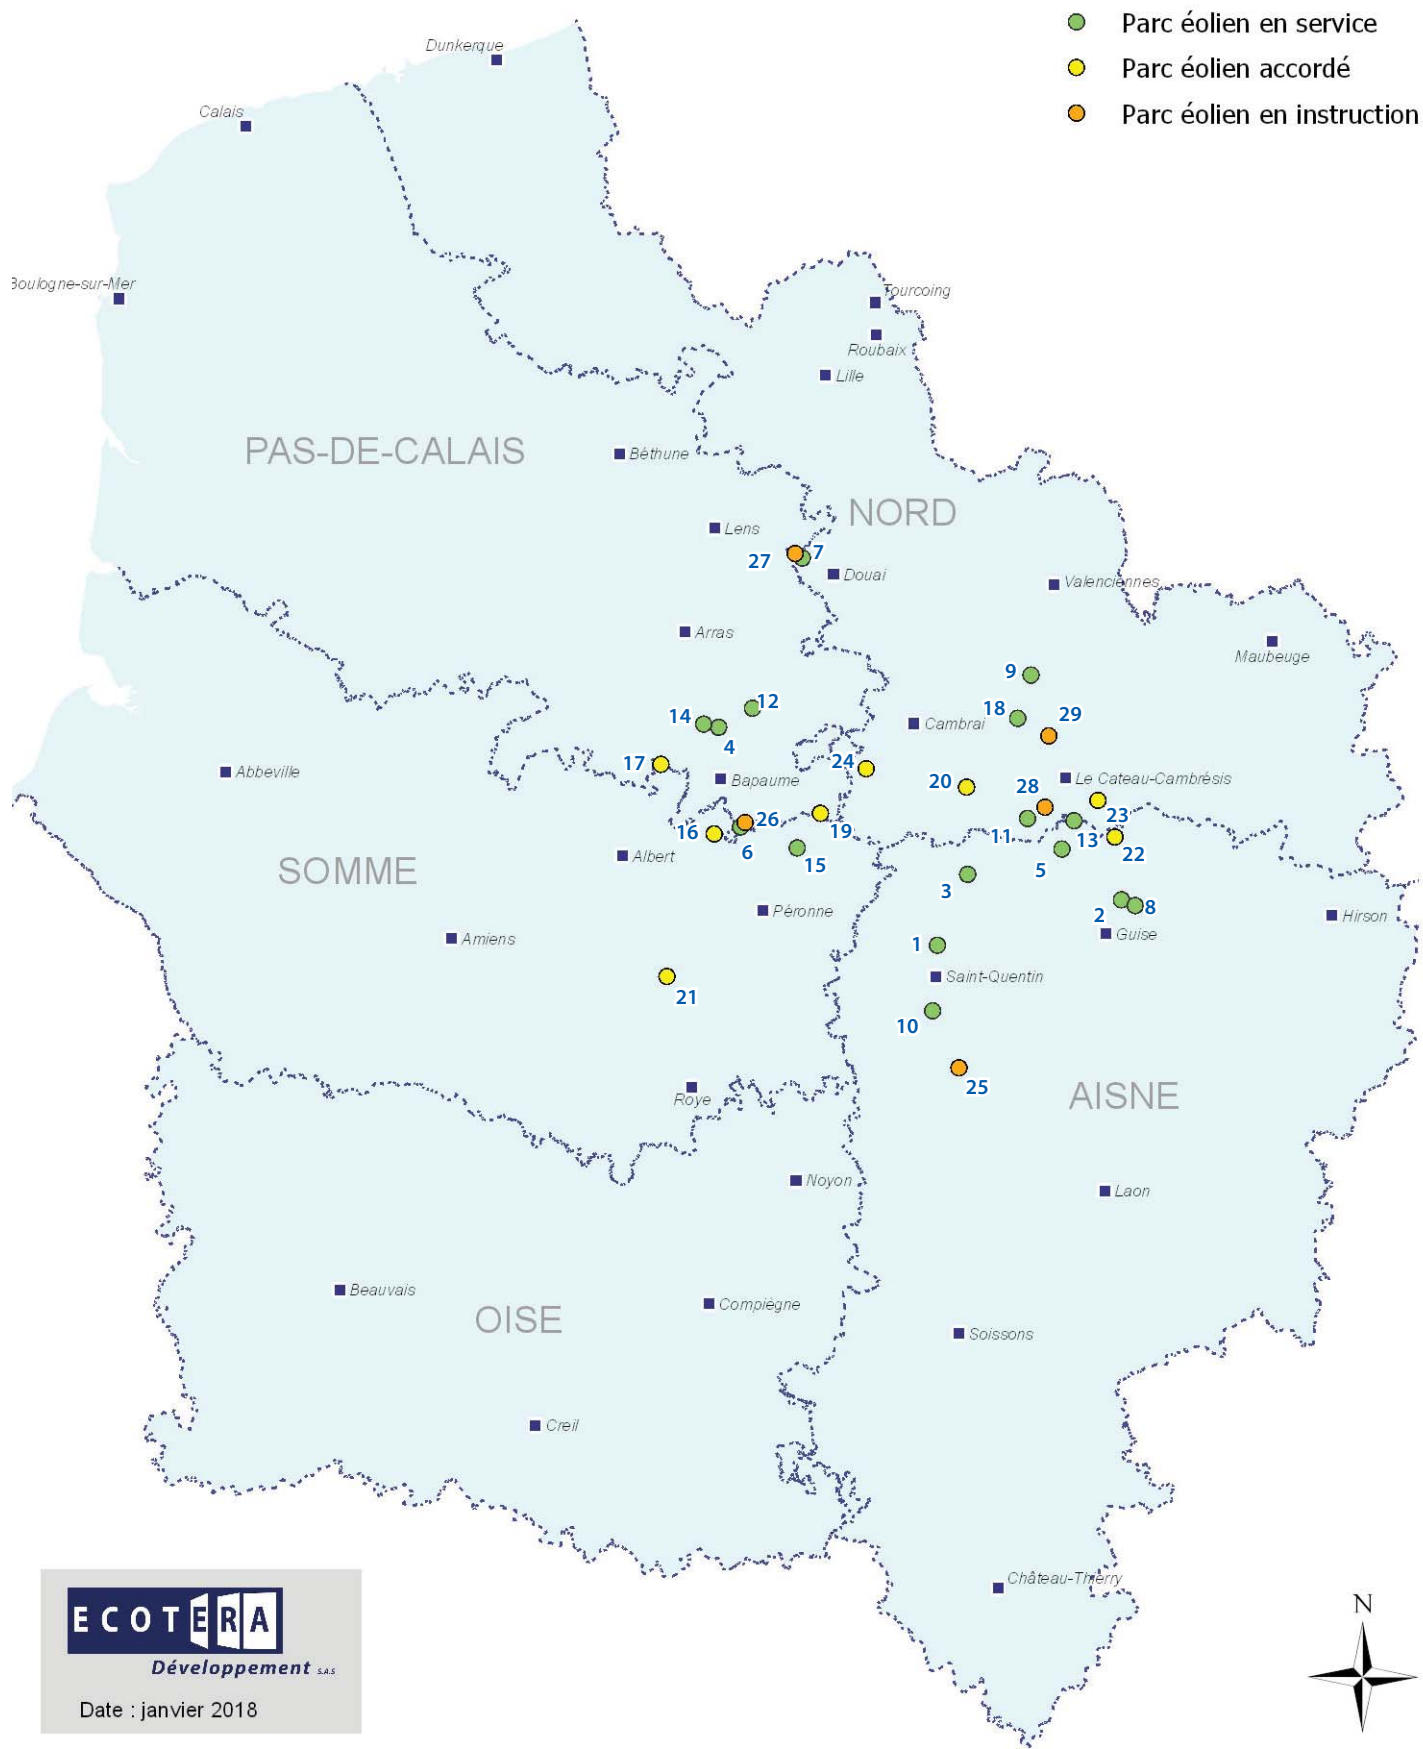 Parc éolien en service
Parc éolien accordé
Parc éolien en instruction
Dunkerque
Calais
Boulogne-sur-Mer
Tourcoing
Roubaix
Lille
PAS-DE-CALAIS
Béthune
NORD
Lens
27
7
Douai
Valenciennes
Arras
Maubeuge
9
12
14
18
29
Cambrai
4
17
24
Abbeville
Bapaume
Le Cateau-Cambrésis
20
28
16
26
19
11
23
6
13
22
Albert
15
5
SOMME
3
Péronne
2
8
Hirson
Amiens
1
Guise
Saint-Quentin
21
10
25
Roye
AISNE
Noyon
Laon
Beauvais
Compiègne
OISE
Soissons
Creil
Château-Thierry
N
ECOTERA
Développement S.A.S
Date : janvier 2018